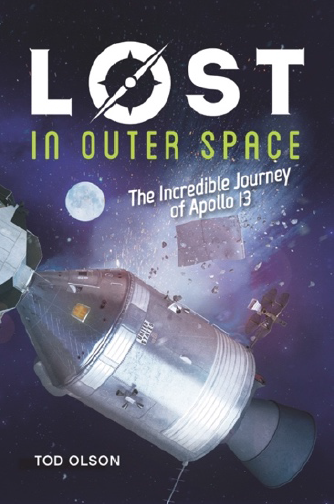 LOST
IN OUTER SPACE
The Incredible Journey
of Apollo 13
TOD OLSON